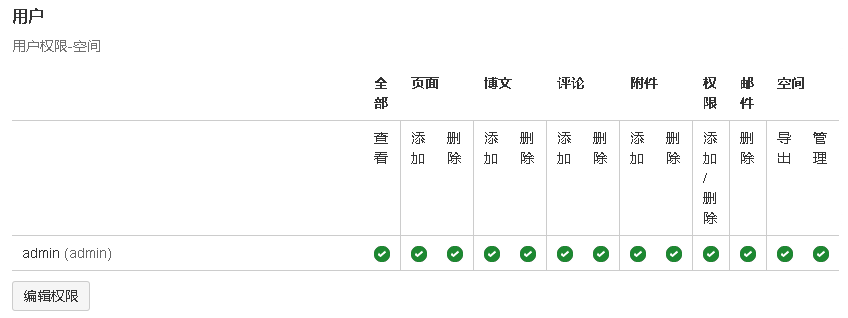 用户
用户权限-空间
全部 页面 博文 评论 附件 权限 邮件 空间
查看 添加 删除 添加 删除 添加 删除 添加 删除 添加/删除 删除 导出 管理
admin (admin)
编辑权限